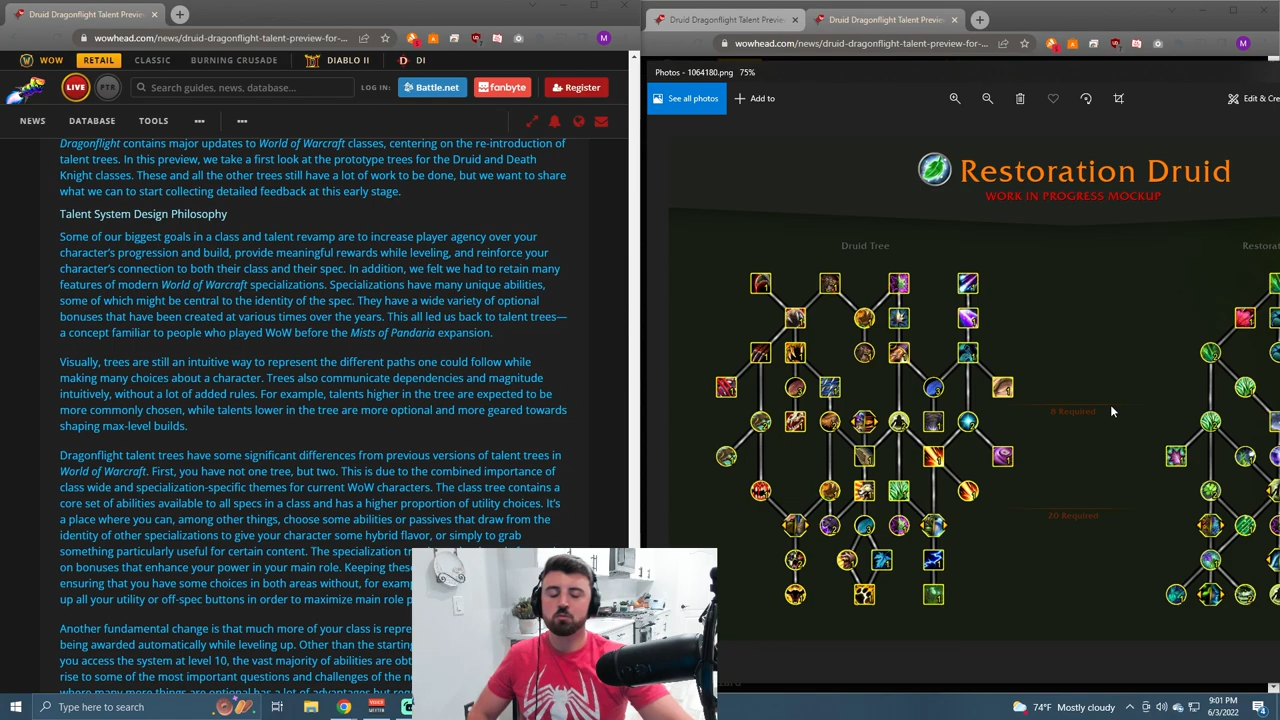 Druid Dragonflight Talent Preview
wowhead.com/news/druid-dragonflight-talent-preview-for-...
WOW
RETAIL
CLASSIC
BURNING CRUSADE
DIABLO II
DI
LIVE
PTR
Search guides, news, database...
LOG IN:
Battle.net
fanbyte
Register
NEWS
DATABASE
TOOLS
Dragonflight contains major updates to World of Warcraft classes, centering on the re-introduction of
talent trees. In this preview, we take a first look at the prototype trees for the Druid and Death
Knight classes. These and all the other trees still have a lot of work to be done, but we want to share
what we can to start collecting detailed feedback at this early stage.
Talent System Design Philosophy
Some of our biggest goals in a class and talent revamp are to increase player agency over your
character's progression and build, provide meaningful rewards while leveling, and reinforce your
character's connection to both their class and their spec. In addition, we felt we had to retain many
features of modern World of Warcraft specializations. Specializations have many unique abilities,
some of which might be central to the identity of the spec. They have a wide variety of optional
bonuses that have been created at various times over the years. This all led us back to talent trees—
a concept familiar to people who played WoW before the Mists of Pandaria expansion.
Visually, trees are still an intuitive way to represent the different paths one could follow while
making many choices about a character. Trees also communicate dependencies and magnitude
intuitively, without a lot of added rules. For example, talents higher in the tree are expected to be
more commonly chosen, while talents lower in the tree are more optional and more geared towards
shaping max-level builds.
Dragonflight talent trees have some significant differences from previous versions of talent trees in
World of Warcraft. First, you have not one tree, but two. This is due to the combined importance of
class wide and specialization-specific themes for current WoW characters. The class tree contains a
core set of abilities available to all specs in a class and has a higher proportion of utility choices. It's
a place where you can, among other things, choose some abilities or passives that draw from the
identity of other specializations to give your character some hybrid flavor, or simply to grab
something particularly useful for certain content. The specialization
on bonuses that enhance your power in your main role. Keeping
ensuring that you have some choices in both areas without, for
up all your utility or off-spec buttons in order to maximize main role
Another fundamental change is that much more of your class is
being awarded automatically while leveling up. Other than the
you access the system at level 10, the vast majority of abilities are
rise to some of the most important questions and challenges of the
where many more things are optional has a lot of advantages but
Type here to search
Druid Dragonflight Talent Preview
Druid Dragonflight Talent Preview
wowhead.com/news/druid-dragonflight-talent-preview-for-...
Photos - 1064180.png 75%
See all photos
Add to
Edit & Cre
Restoration Druid
WORK IN PROGRESS MOCKUP
Druid Tree
Restorat
8 Required
20 Required
74°F Mostly cloudy
9:01 PM
6/3/2022